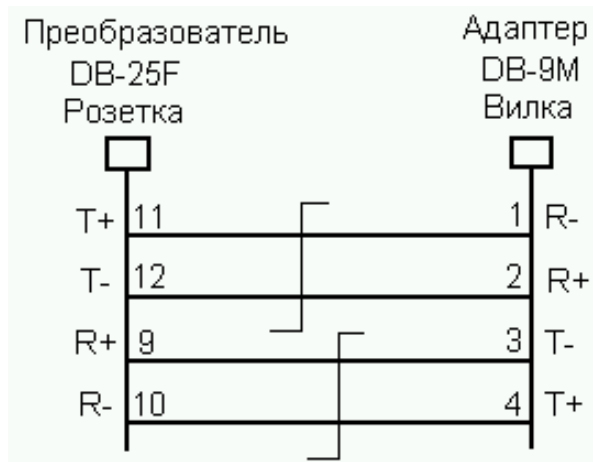 Преобразователь
DB-25F
Розетка
Адаптер
DB-9M
Вилка
T+ 11 1 R-
T- 12 2 R+
R+ 9 3 T-
R- 10 4 T+